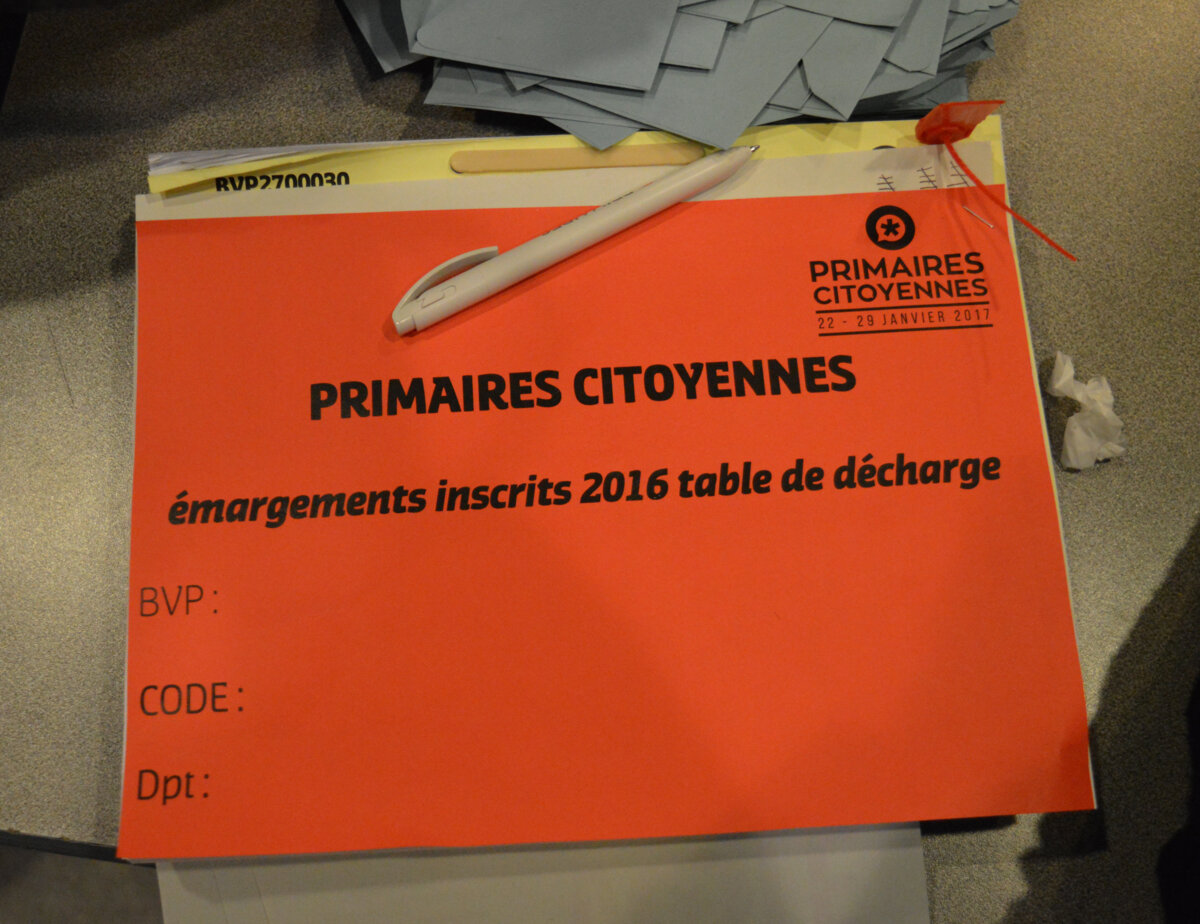 BVP2700030
PRIMAIRES
CITOYENNES
22 - 29 JANVIER 2017
PRIMAIRES CITOYENNES
émargements inscrits 2016 table de décharge
BVP :
CODE :
Dpt :